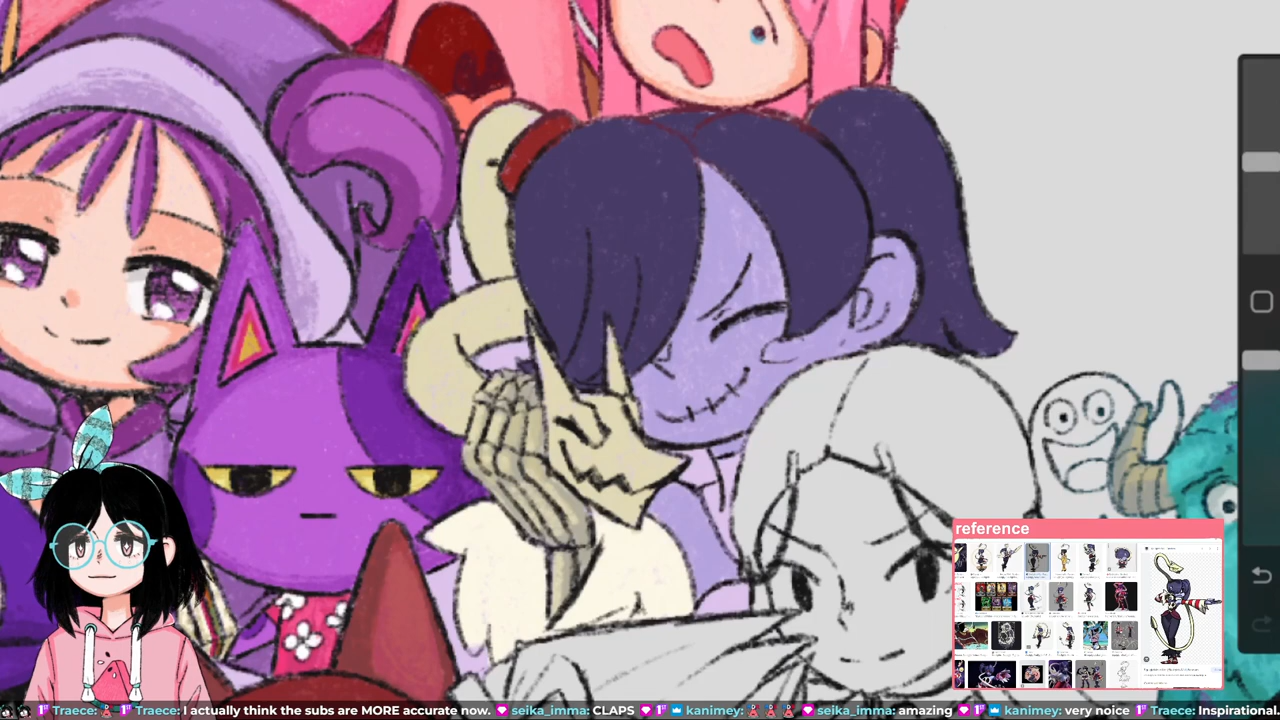 reference
Traece: Traece: I actually think the subs are MORE accurate now. seika_imma: CLAPS kanimey: seika_imma: amazing kanimey: very noice Traece: Inspirational.